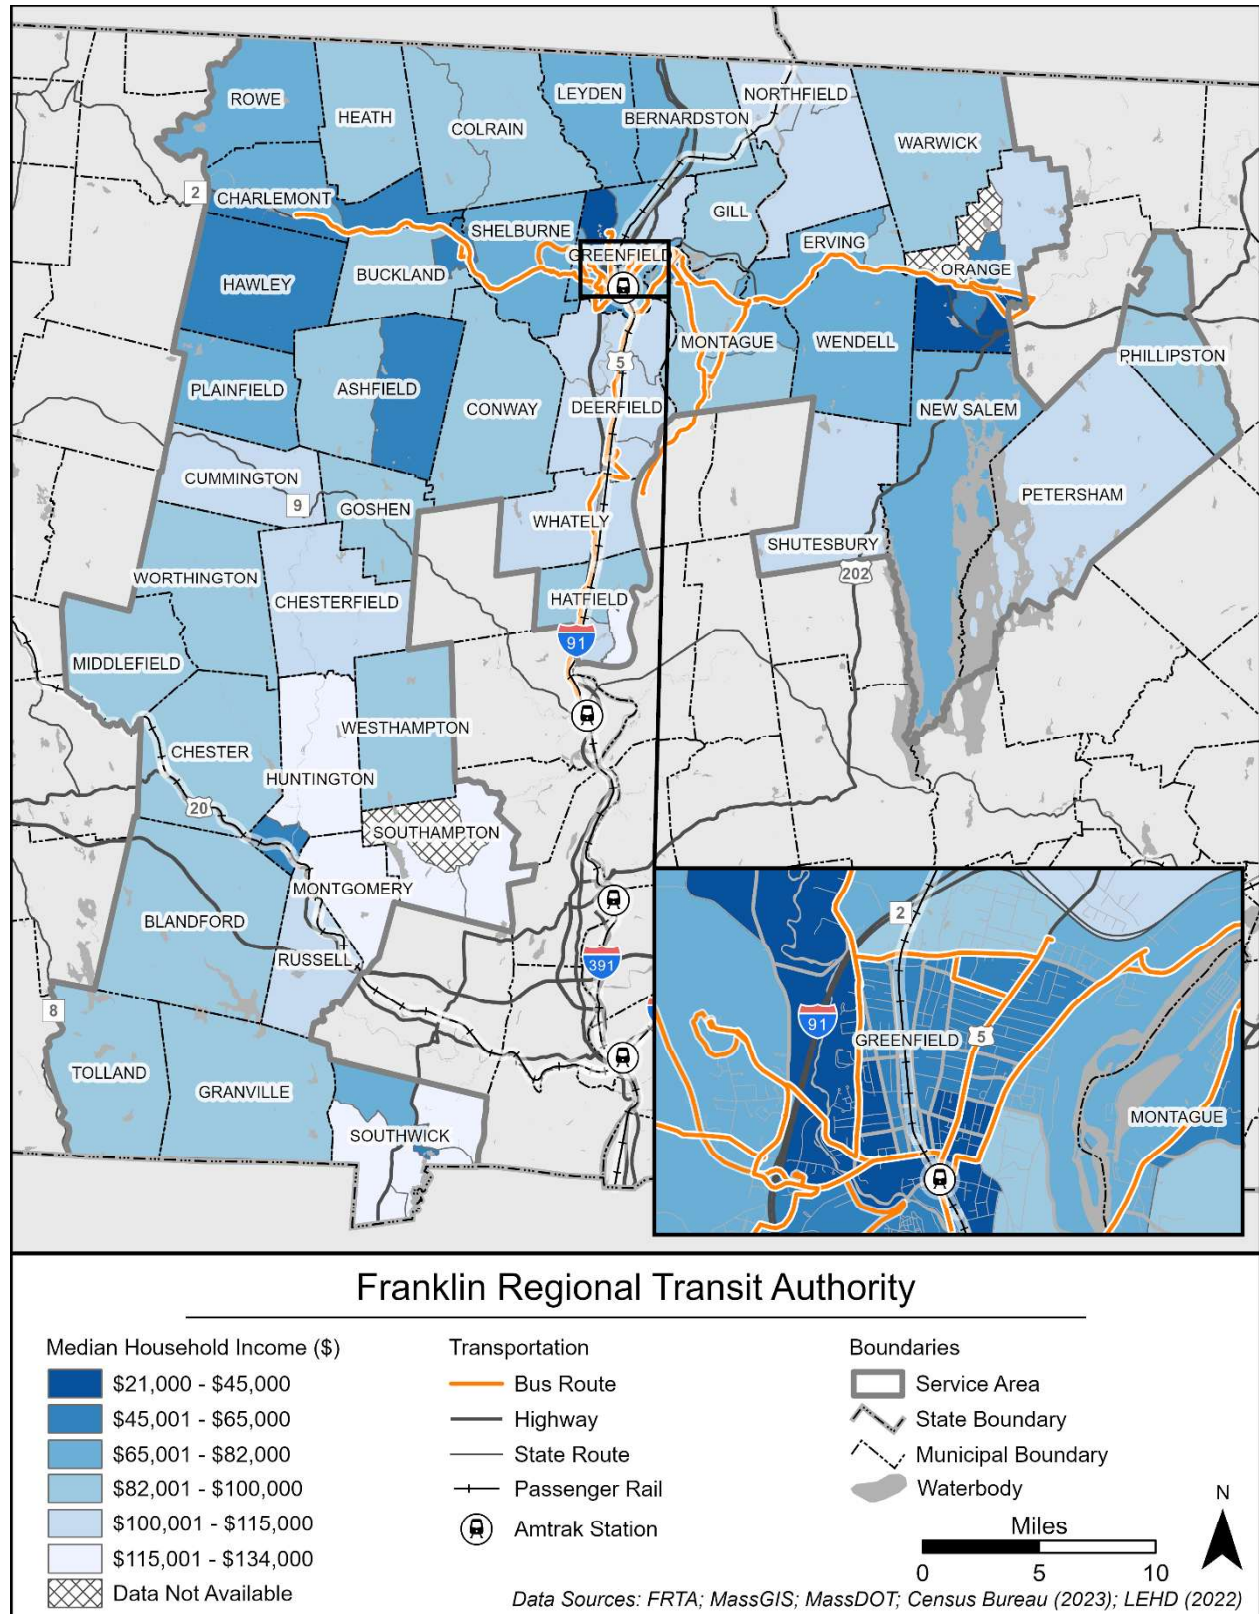 ROWE
HEATH
COLRAIN
LEYDEN
BERNARDSTON
NORTHFIELD
WARWICK
2
CHARLEMONT
SHELBURNE
GILL
GREENFIELD
ERVING
ORANGE
HAWLEY
BUCKLAND
PLAINFIELD
ASHFIELD
CONWAY
5
DEERFIELD
MONTAGUE
WENDELL
PHILLIPSTON
NEW SALEM
CUMMINGTON
9
GOSHEN
WHATELY
PETERSHAM
SHUTESBURY
202
WORTHINGTON
CHESTERFIELD
HATFIELD
91
MIDDLEFIELD
WESTHAMPTON
CHESTER
HUNTINGTON
20
SOUTHAMPTON
MONTGOMERY
BLANDFORD
RUSSELL
391
8
TOLLAND
GRANVILLE
SOUTHWICK
2
91
GREENFIELD
5
MONTAGUE
Franklin Regional Transit Authority
Median Household Income ($)
$21,000 - $45,000
$45,001 - $65,000
$65,001 - $82,000
$82,001 - $100,000
$100,001 - $115,000
$115,001 - $134,000
Data Not Available
Transportation
Bus Route
Highway
State Route
Passenger Rail
Amtrak Station
Boundaries
Service Area
State Boundary
Municipal Boundary
Waterbody
N
Miles
0 5 10
Data Sources: FRTA; MassGIS; MassDOT; Census Bureau (2023); LEHD (2022)